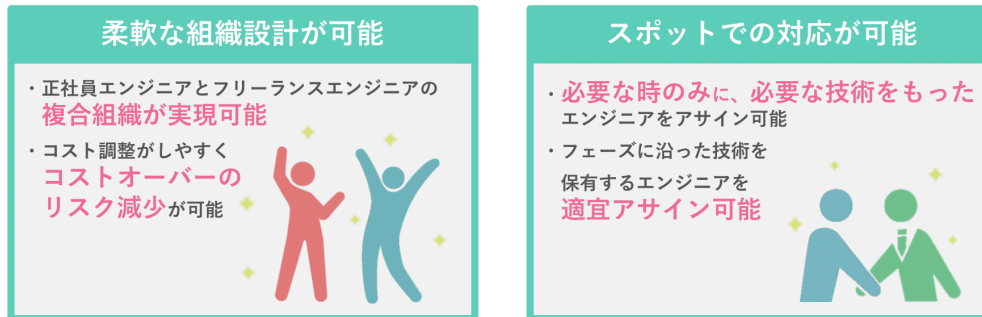 柔軟な組織設計が可能
・正社員エンジニアとフリーランスエンジニアの
複合組織が実現可能
・コスト調整がしやすく
コストオーバーの
リスク減少が可能
スポットでの対応が可能
・必要な時のみに、必要な技術をもった
エンジニアをアサイン可能
・フェーズに沿った技術を
保有するエンジニアを
適宜アサイン可能